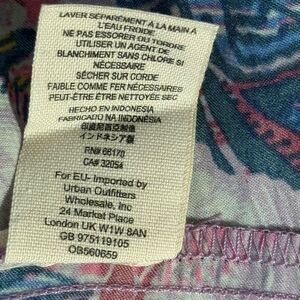 LAVER SÉPARÉMENT À LA MAIN À
L'EAU FROIDE.
NE PAS ESSORER OU TORDRE
UTILISER UN AGENT DE
BLANCHIMENT SANS CHLORE SI
NÉCESSAIRE
SÉCHER SUR CORDE
FAIBLE COMME FER NÉCESSAIRES
PEUT-ÊTRE ÊTRE NETTOYÉE SEC
HECHO EN INDONESIA
FABRICADO NA INDONÉSIA
印度尼西亞制造
インドネシア製
RN# 66170
CA# 32054
For EU- Imported by
Urban Outfitters
Wholesale, Inc
24 Market Place
London UK W1W 8AN
GB 975119105
OB560659